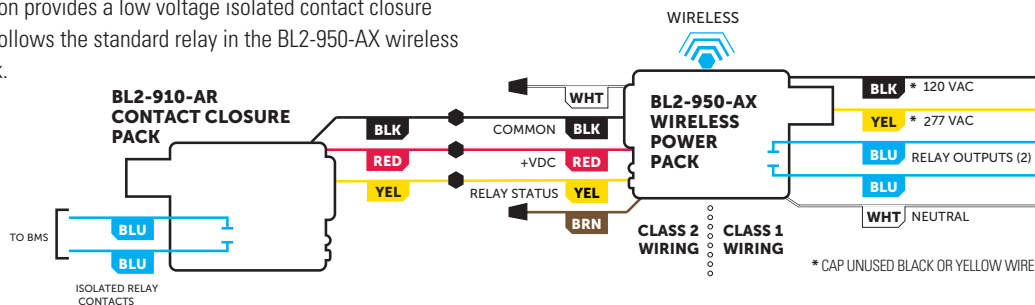 on provides a low voltage isolated contact closure
ollows the standard relay in the BL2-950-AX wireless
k.
WIRELESS
BL2-910-AR
CONTACT CLOSURE
PACK
BLK
RED
YEL
TO BMS
BLU
BLU
ISOLATED RELAY
CONTACTS
WHT
COMMON BLK
+VDC RED
RELAY STATUS YEL
BRN
BL2-950-AX
WIRELESS
POWER
PACK
CLASS 2
WIRING
CLASS 1
WIRING
BLK * 120 VAC
YEL * 277 VAC
BLU RELAY OUTPUTS (2)
BLU
WHT NEUTRAL
* CAP UNUSED BLACK OR YELLOW WIRE